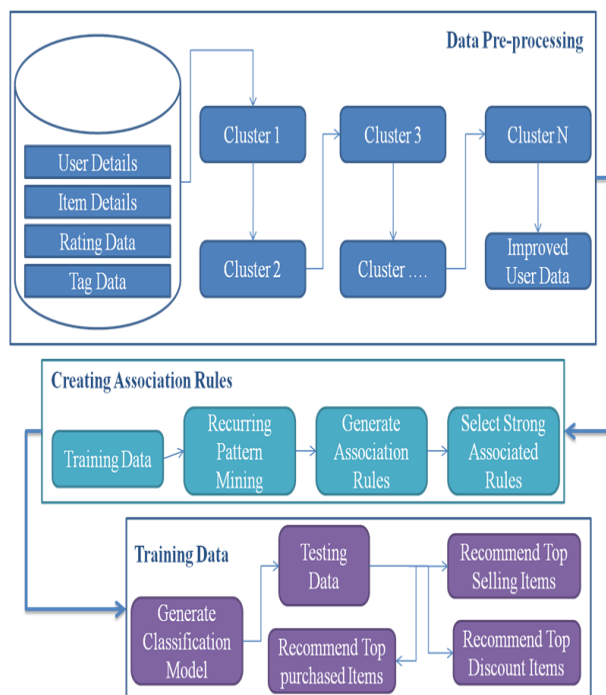 Data Pre-processing
User Details
Item Details
Rating Data
Tag Data
Cluster 1
Cluster 2
Cluster 3
Cluster ....
Cluster N
Improved
User Data
Creating Association Rules
Training Data
Recurring
Pattern
Mining
Generate
Association
Rules
Select Strong
Associated
Rules
Training Data
Generate
Classification
Model
Testing
Data
Recommend Top
purchased Items
Recommend Top
Selling Items
Recommend Top
Discount Items